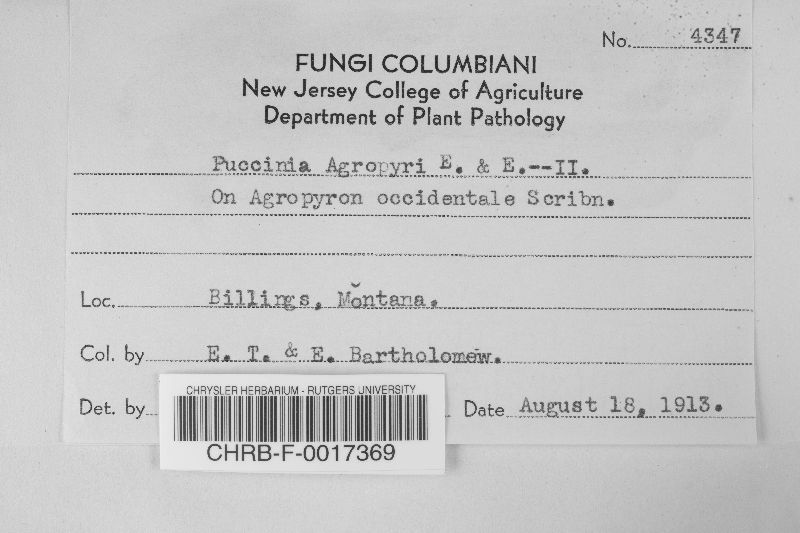 No. 4347
FUNGI COLUMBIANI
New Jersey College of Agriculture
Department of Plant Pathology
Puccinia Agropyri E. & E.--II.
On Agropyron occidentale Scribn.
Loc. Billings, Montana.
Col. by E. T. & E. Bartholomew.
Det. by
Date August 18, 1913.
CHRYSLER HERBARIUM - RUTGERS UNIVERSITY
CHRB-F-0017369